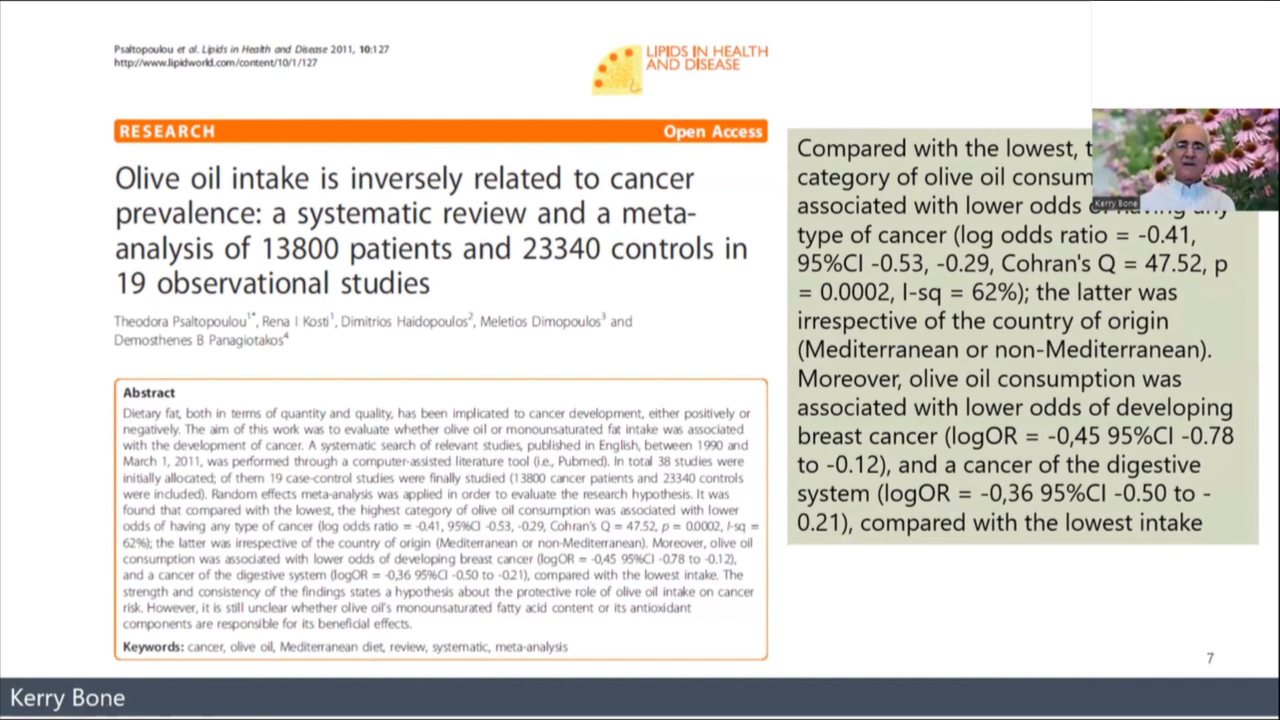 Psaltopoulou et al. Lipids in Health and Disease 2011, 10:127
http://www.lipidworld.com/content/10/1/127
LIPIDS IN HEALTH
AND DISEASE
RESEARCH
Open Access
Olive oil intake is inversely related to cancer
prevalence: a systematic review and a meta-
analysis of 13800 patients and 23340 controls in
19 observational studies
Theodora Psaltopoulou1*, Rena I Kosti1, Dimitrios Haidopoulos2, Meletios Dimopoulos3 and
Demosthenes B Panagiotakos4
Abstract
Dietary fat, both in terms of quantity and quality, has been implicated to cancer development, either positively or
negatively. The aim of this work was to evaluate whether olive oil or monounsaturated fat intake was associated
with the development of cancer. A systematic search of relevant studies, published in English, between 1990 and
March 1, 2011, was performed through a computer-assisted literature tool (i.e., Pubmed). In total 38 studies were
initially allocated; of them 19 case-control studies were finally studied (13800 cancer patients and 23340 controls
were included). Random effects meta-analysis was applied in order to evaluate the research hypothesis. It was
found that compared with the lowest, the highest category of olive oil consumption was associated with lower
odds of having any type of cancer (log odds ratio = -0.41, 95%CI -0.53, -0.29, Cohran's Q = 47.52, p = 0.0002, I-sq =
62%); the latter was irrespective of the country of origin (Mediterranean or non-Mediterranean). Moreover, olive oil
consumption was associated with lower odds of developing breast cancer (logOR = -0,45 95%CI -0.78 to -0.12),
and a cancer of the digestive system (logOR = -0,36 95%CI -0.50 to -0.21), compared with the lowest intake. The
strength and consistency of the findings states a hypothesis about the protective role of olive oil intake on cancer
risk. However, it is still unclear whether olive oil's monounsaturated fatty acid content or its antioxidant
components are responsible for its beneficial effects.
Keywords: cancer, olive oil, Mediterranean diet, review, systematic, meta-analysis
Compared with the lowest,
category of olive oil
associated with lower odds of having any
type of cancer (log odds ratio = -0.41,
95%CI -0.53, -0.29, Cohran's Q = 47.52, p
= 0.0002, I-sq = 62%); the latter was
irrespective of the country of origin
(Mediterranean or non-Mediterranean).
Moreover, olive oil consumption was
associated with lower odds of developing
breast cancer (logOR = -0,45 95%CI -0.78
to -0.12), and a cancer of the digestive
system (logOR = -0,36 95%CI -0.50 to -
0.21), compared with the lowest intake
Kerry Bone
7
Kerry Bone